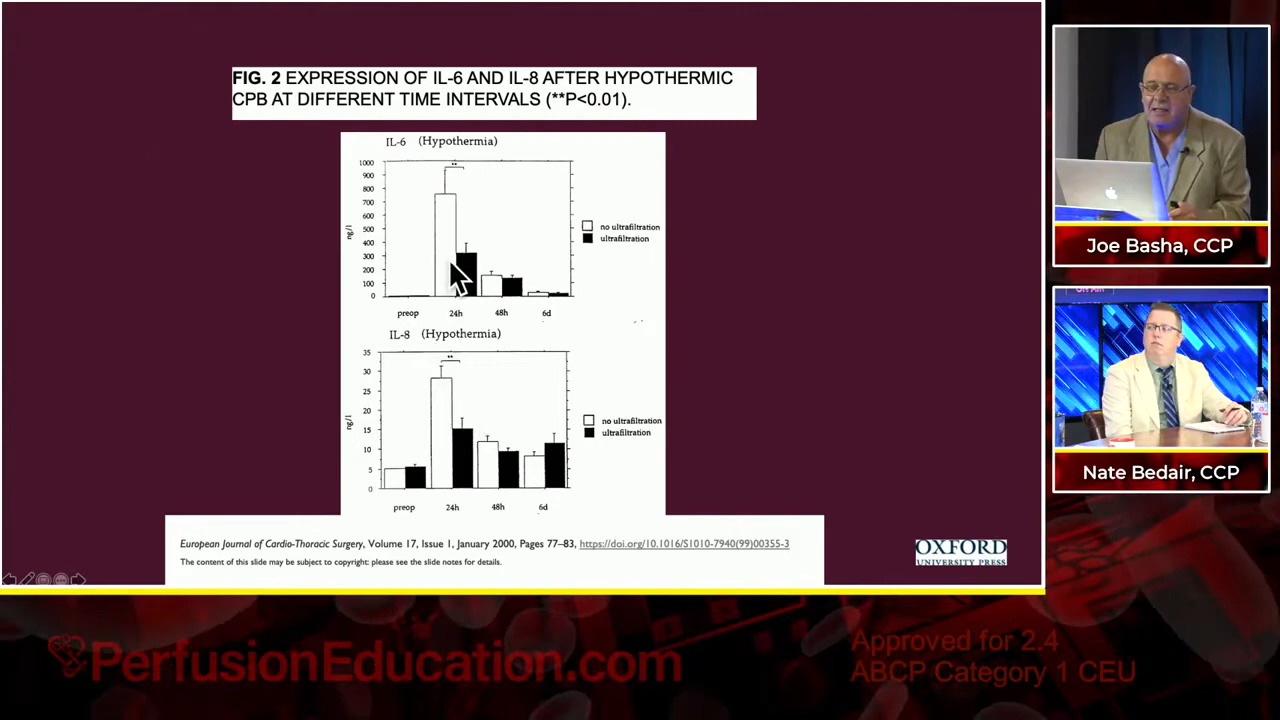 FIG. 2 EXPRESSION OF IL-6 AND IL-8 AFTER HYPOTHERMIC
CPB AT DIFFERENT TIME INTERVALS (**P<0.01).
IL-6 (Hypothermia)
1000
900
800
700
600
500
400
300
200
100
0
ng/l
**
no ultrafiltration
ultrafiltration
preop 24h 48h 6d
IL-8 (Hypothermia)
35
30
25
20
15
10
5
0
ng/l
**
no ultrafiltration
ultrafiltration
preop 24h 48h 6d
European Journal of Cardio-Thoracic Surgery, Volume 17, Issue 1, January 2000, Pages 77–83, https://doi.org/10.1016/S1010-7940(99)00355-3
The content of this slide may be subject to copyright: please see the slide notes for details.
OXFORD
UNIVERSITY PRESS
Joe Basha, CCP
ON AIR
Nate Bedair, CCP
PerfusionEducation.com
Approved for 2.4
ABCP Category 1 CEU